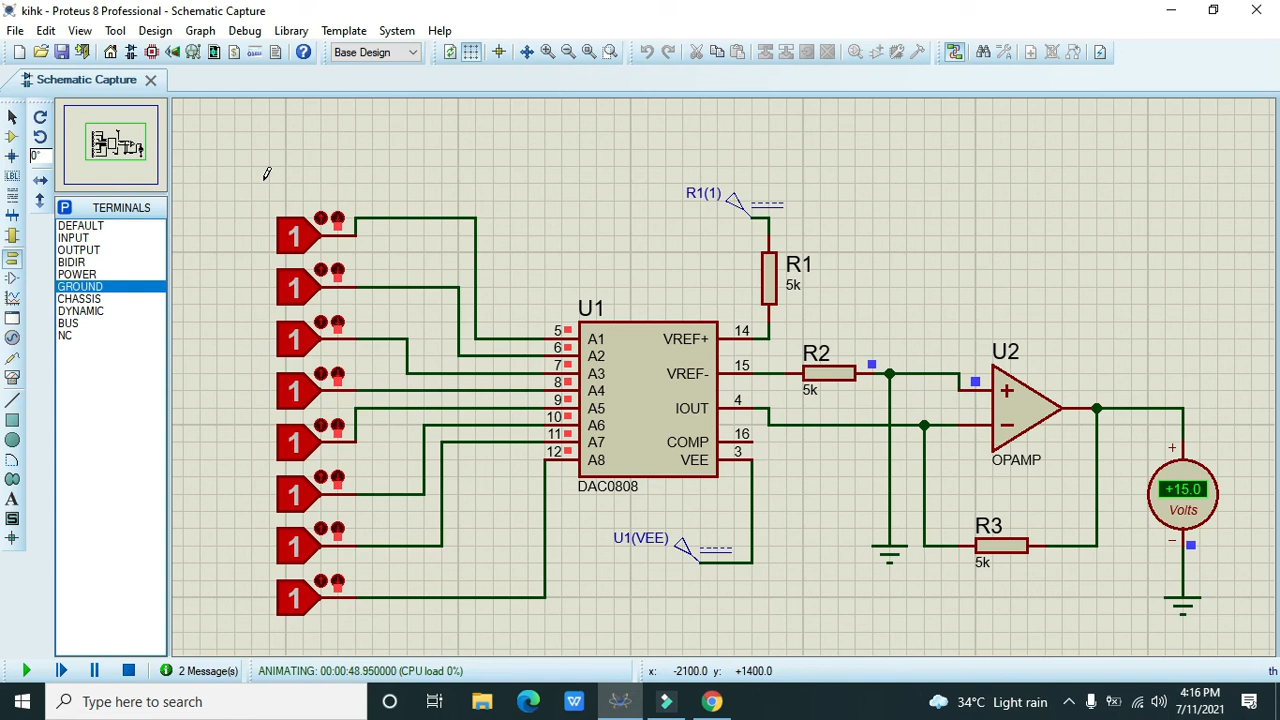 kihk - Proteus 8 Professional - Schematic Capture
File Edit View Tool Design Graph Debug Library Template System Help
Base Design
Schematic Capture
0°
LBL
P TERMINALS
DEFAULT
INPUT
OUTPUT
BIDIR
POWER
GROUND
CHASSIS
DYNAMIC
BUS
NC
A
S
1
1
1
1
1
1
1
1
R1(1)
R1
5k
U1
5 A1
6 A2
7 A3
8 A4
9 A5
10 A6
11 A7
12 A8
VREF+ 14
VREF- 15
IOUT 4
COMP 16
VEE 3
DAC0808
U1(VEE)
R2
5k
U2
+
−
OPAMP
R3
5k
+
+15.0
Volts
−
2 Message(s) ANIMATING: 00:00:48.950000 (CPU load 0%) x: -2100.0 y: +1400.0 th
Type here to search
W
34°C Light rain
4:16 PM
7/11/2021